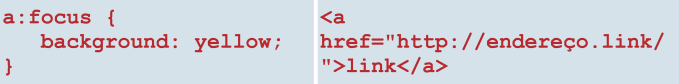 a:focus {
   background: yellow;
}
<a
href="http://endereço.link/
">link</a>